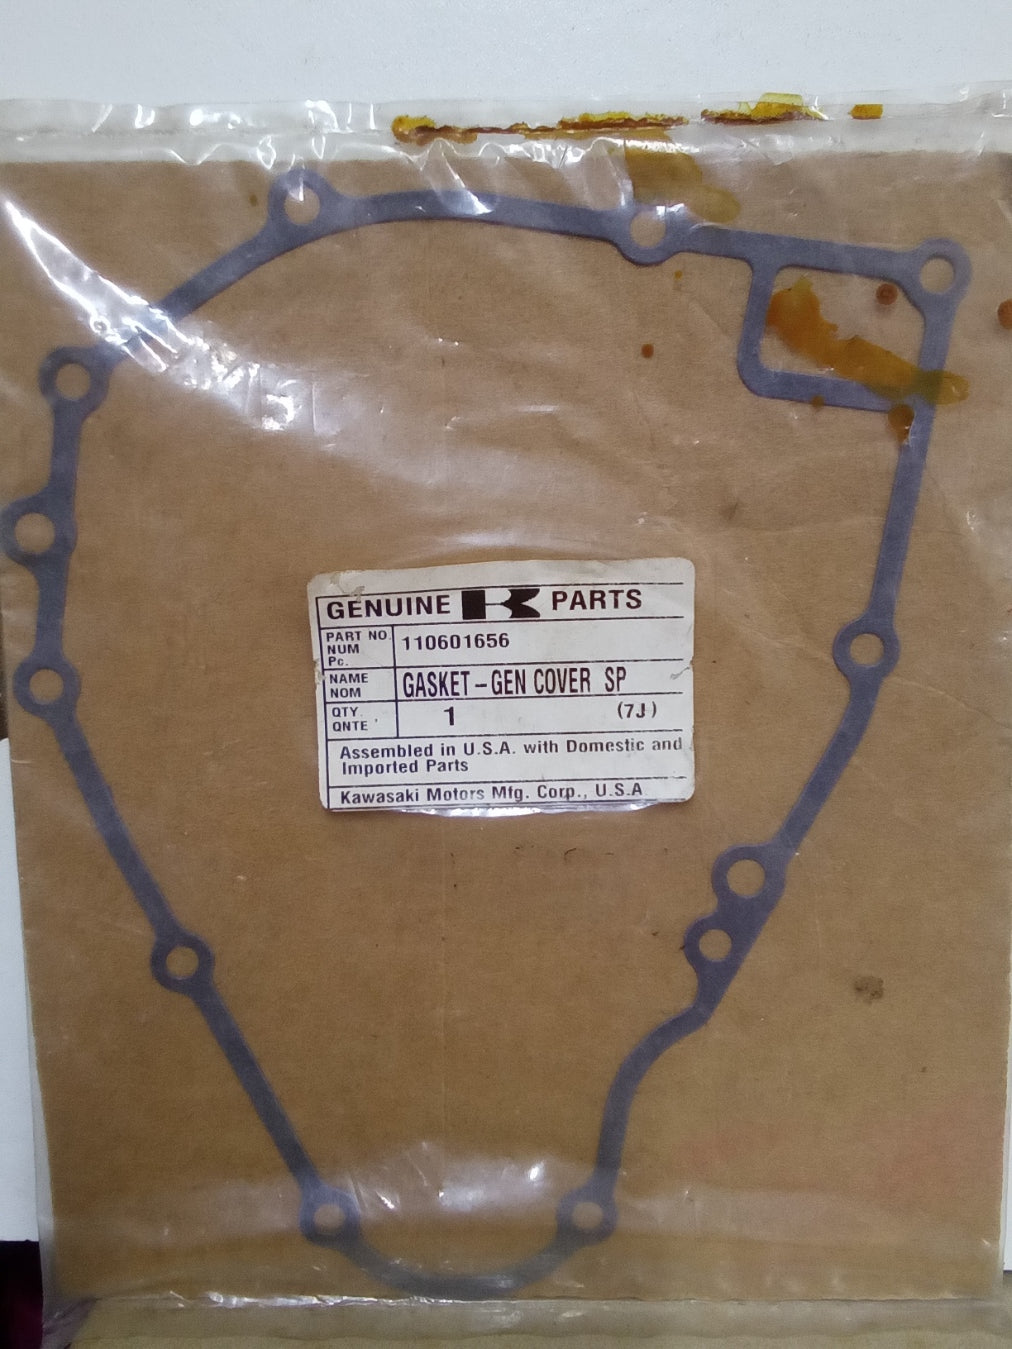 GENUINE K PARTS
PART NO. 110601656
NUM
Pc.
NAME GASKET-GEN COVER SP
NOM
QTY. 1 (7J)
QNTE
Assembled in U.S.A. with Domestic and
Imported Parts
Kawasaki Motors Mfg. Corp., U.S.A.